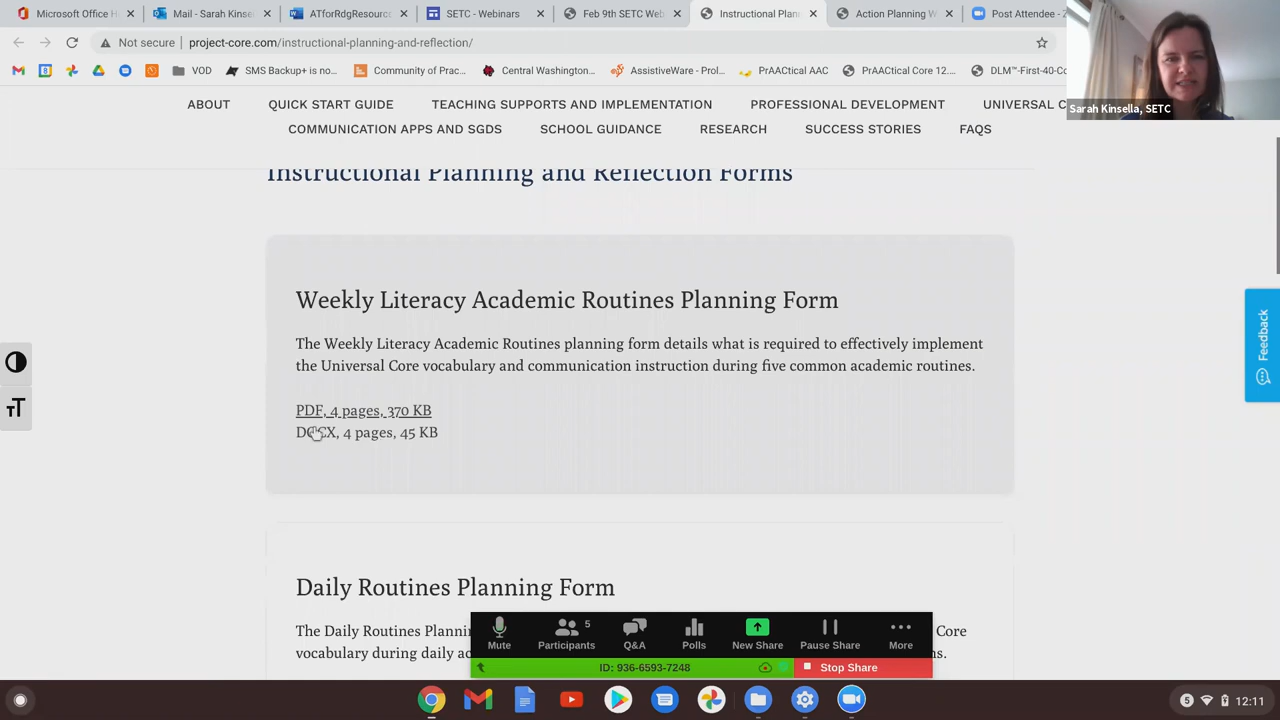 Microsoft Office H
Mail - Sarah Kinsel
ATforRdgResource
SETC - Webinars
Feb 9th SETC Web
Instructional Plan
Action Planning W
Post Attendee - Z
Not secure | project-core.com/instructional-planning-and-reflection/
VOD
SMS Backup+ is no...
Community of Prac...
Central Washington...
AssistiveWare - Prol...
PrAACtical AAC
PrAACtical Core 12....
DLM™-First-40-Co
Sarah Kinsella, SETC
ABOUT QUICK START GUIDE TEACHING SUPPORTS AND IMPLEMENTATION PROFESSIONAL DEVELOPMENT UNIVERSAL C
COMMUNICATION APPS AND SGDS SCHOOL GUIDANCE RESEARCH SUCCESS STORIES FAQS
Instructional Planning and Reflection Forms
Weekly Literacy Academic Routines Planning Form
The Weekly Literacy Academic Routines planning form details what is required to effectively implement
the Universal Core vocabulary and communication instruction during five common academic routines.
PDF, 4 pages, 370 KB
DOCX, 4 pages, 45 KB
Feedback
Daily Routines Planning Form
The Daily Routines Plannin
Core
vocabulary during daily ac
ns.
Mute
Participants 5
Q&A
Polls
New Share
Pause Share
More
ID: 936-6593-7248
Stop Share
5
12:11